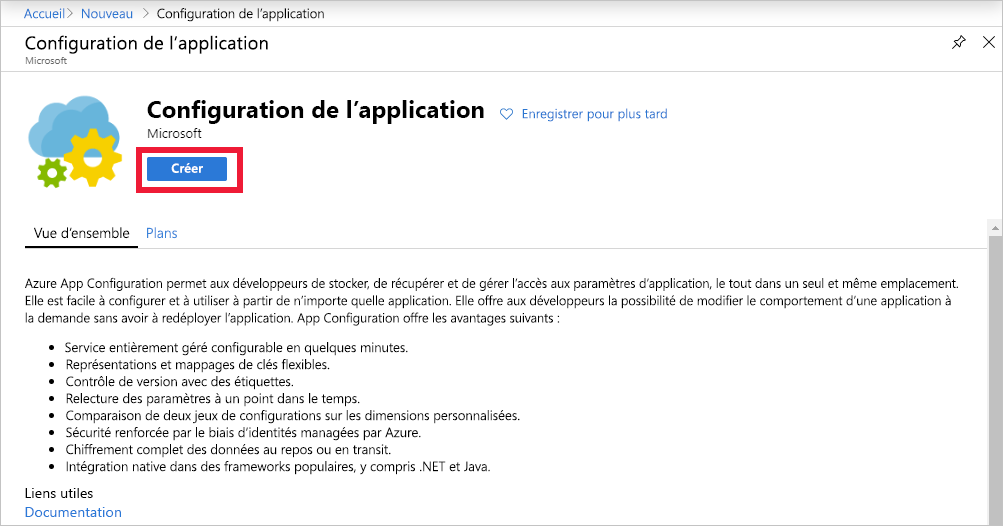 Accueil> Nouveau > Configuration de l’application
Configuration de l’application
Microsoft
Configuration de l’application
Enregistrer pour plus tard
Microsoft
Créer
Vue d’ensemble Plans
Azure App Configuration permet aux développeurs de stocker, de récupérer et de gérer l’accès aux paramètres d’application, le tout dans un seul et même emplacement.
Elle est facile à configurer et à utiliser à partir de n’importe quelle application. Elle offre aux développeurs la possibilité de modifier le comportement d’une application à
la demande sans avoir à redéployer l’application. App Configuration offre les avantages suivants :
• Service entièrement géré configurable en quelques minutes.
• Représentations et mappages de clés flexibles.
• Contrôle de version avec des étiquettes.
• Relecture des paramètres à un point dans le temps.
• Comparaison de deux jeux de configurations sur les dimensions personnalisées.
• Sécurité renforcée par le biais d’identités managées par Azure.
• Chiffrement complet des données au repos ou en transit.
• Intégration native dans des frameworks populaires, y compris .NET et Java.
Liens utiles
Documentation